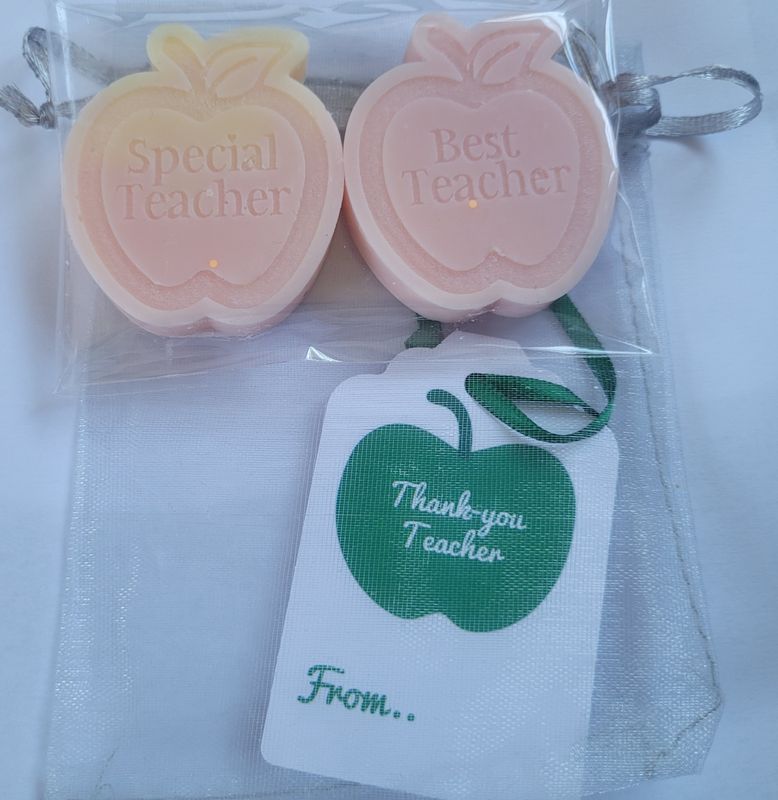 Special
Teacher
Best
Teacher
Thank-you
Teacher
From..